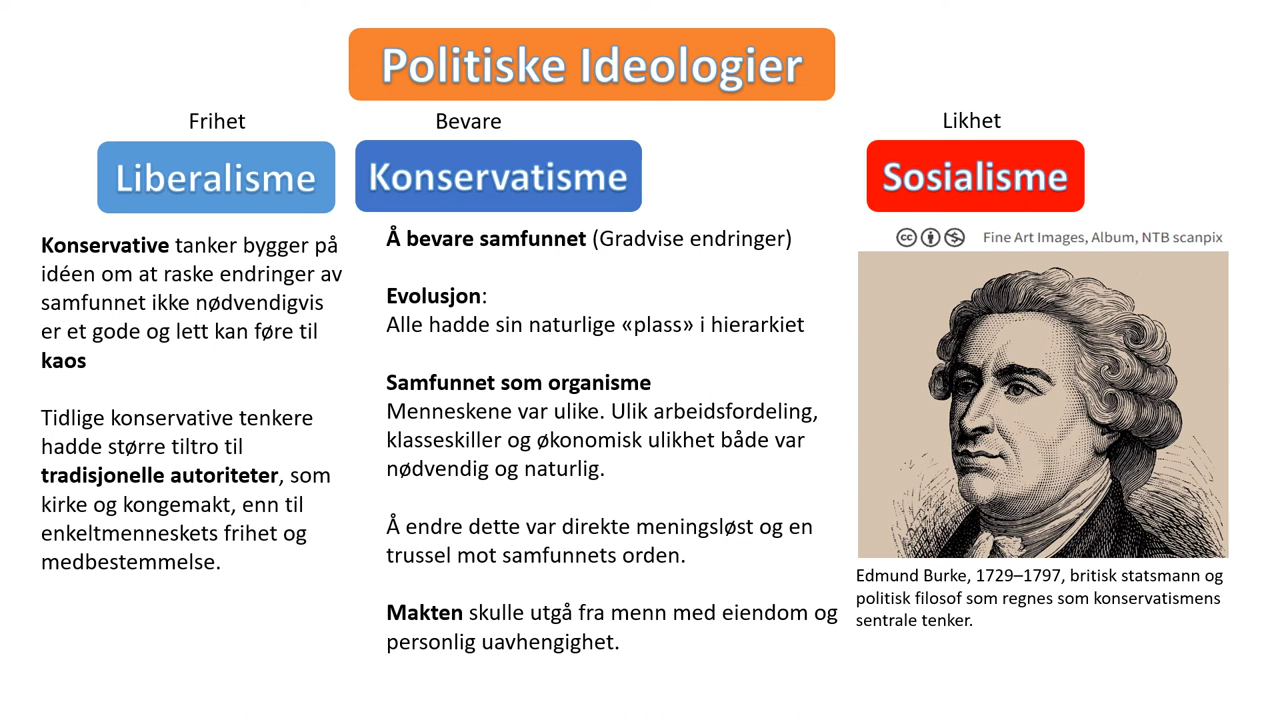 Politiske Ideologier
Frihet
Bevare
Likhet
Liberalisme
Konservatisme
Sosialisme
Konservative tanker bygger på
idéen om at raske endringer av
samfunnet ikke nødvendigvis
er et gode og lett kan føre til
kaos
Tidlige konservative tenkere
hadde større tiltro til
tradisjonelle autoriteter, som
kirke og kongemakt, enn til
enkeltmenneskets frihet og
medbestemmelse.
Å bevare samfunnet (Gradvise endringer)
Evolusjon:
Alle hadde sin naturlige «plass» i hierarkiet
Samfunnet som organisme
Menneskene var ulike. Ulik arbeidsfordeling,
klasseskiller og økonomisk ulikhet både var
nødvendig og naturlig.
Å endre dette var direkte meningsløst og en
trussel mot samfunnets orden.
Makten skulle utgå fra menn med eiendom og
personlig uavhengighet.
cc Fine Art Images, Album, NTB scanpix
Edmund Burke, 1729–1797, britisk statsmann og
politisk filosof som regnes som konservatismens
sentrale tenker.